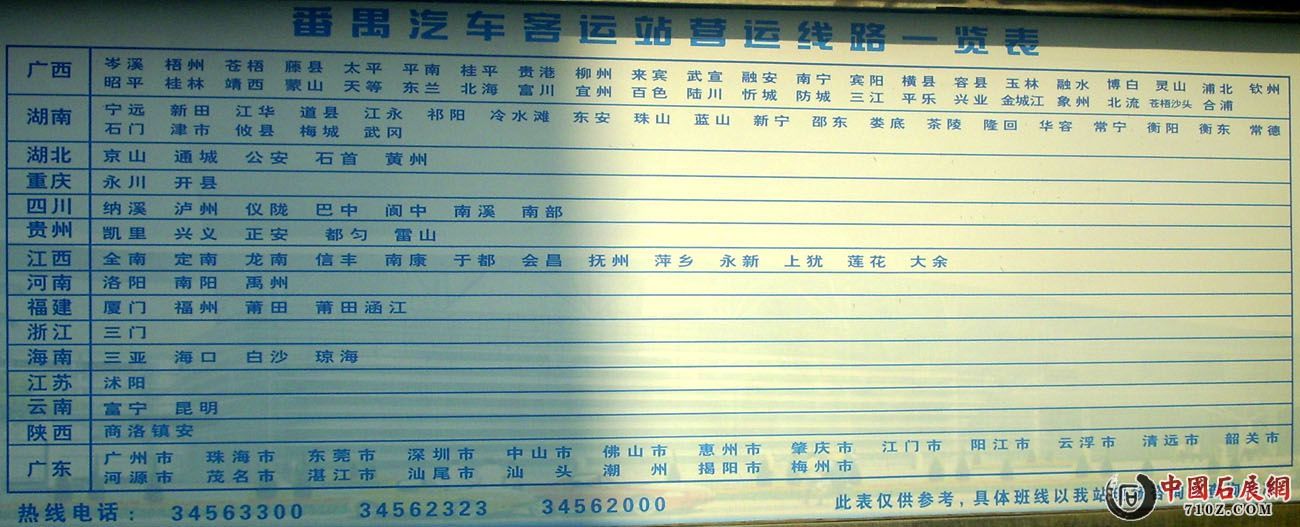 番禺汽车客运站营运线路一览表
广西 岑溪 梧州 苍梧 藤县 太平 平南 桂平 贵港 柳州 来宾 武宣 融安 南宁 宾阳 横县 容县 玉林 融水 博白 灵山 浦北 钦州
昭平 桂林 靖西 蒙山 天等 东兰 北海 富川 宜州 百色 陆川 忻城 防城 三江 平乐 兴业 金城江 象州 北流 苍梧沙头 合浦
湖南 宁远 新田 江华 道县 江永 祁阳 冷水滩 东安 珠山 蓝山 新宁 邵东 娄底 茶陵 隆回 华容 常宁 衡阳 衡东 常德
石门 津市 攸县 梅城 武冈
湖北 京山 通城 公安 石首 黄州
重庆 永川 开县
四川 纳溪 泸州 仪陇 巴中 阆中 南溪 南部
贵州 凯里 兴义 正安 都匀 雷山
江西 全南 定南 龙南 信丰 南康 于都 会昌 抚州 萍乡 永新 上犹 莲花 大余
河南 洛阳 南阳 禹州
福建 厦门 福州 莆田 莆田涵江
浙江 三门
海南 三亚 海口 白沙 琼海
江苏 沭阳
云南 富宁 昆明
陕西 商洛镇安
广东 广州市 珠海市 东莞市 深圳市 中山市 佛山市 惠州市 肇庆市 江门市 阳江市 云浮市 清远市 韶关市
河源市 茂名市 湛江市 汕尾市 汕头 潮州 揭阳市 梅州市
热线电话: 34563300 34562323 34562000 此表仅供参考,具体班线以我站
中國石展網
71OZ.COM